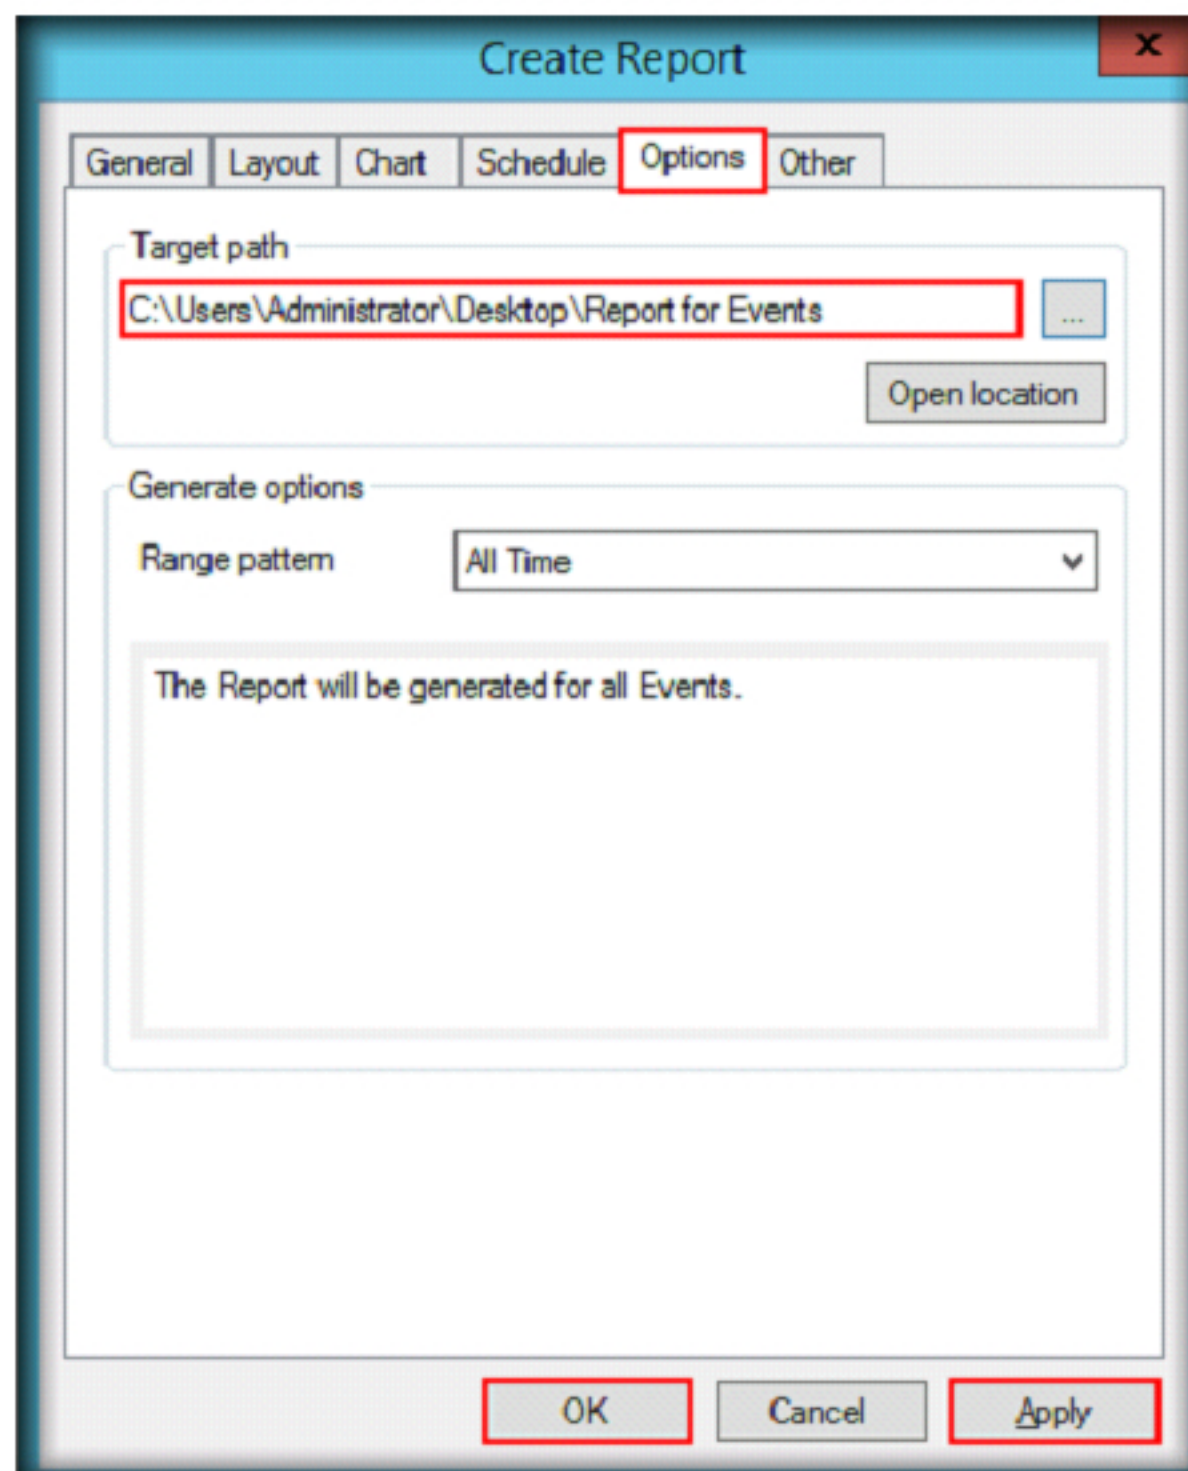 Create Report
x
General Layout Chart Schedule Options Other
Target path
C:\Users\Administrator\Desktop\Report for Events ...
Open location
Generate options
Range pattern All Time
The Report will be generated for all Events.
OK Cancel Apply